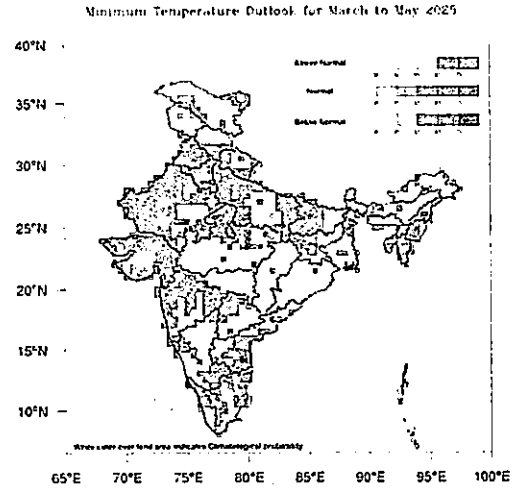 Minimum Temperature Outlook for March to May 2025
40°N
35°N
30°N
25°N
20°N
15°N
10°N
Above Normal
Normal
Below Normal
White color over land area indicates Climatological probability
65°E 70°E 75°E 80°E 85°E 90°E 95°E 100°E